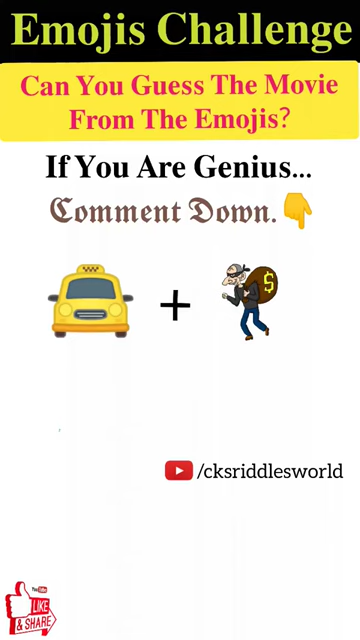 Emojis Challenge
Can You Guess The Movie
From The Emojis?
If You Are Genius...
Comment Down.👇
🚖 + $
/cksriddlesworld
YouTube
LIKE
& SHARE